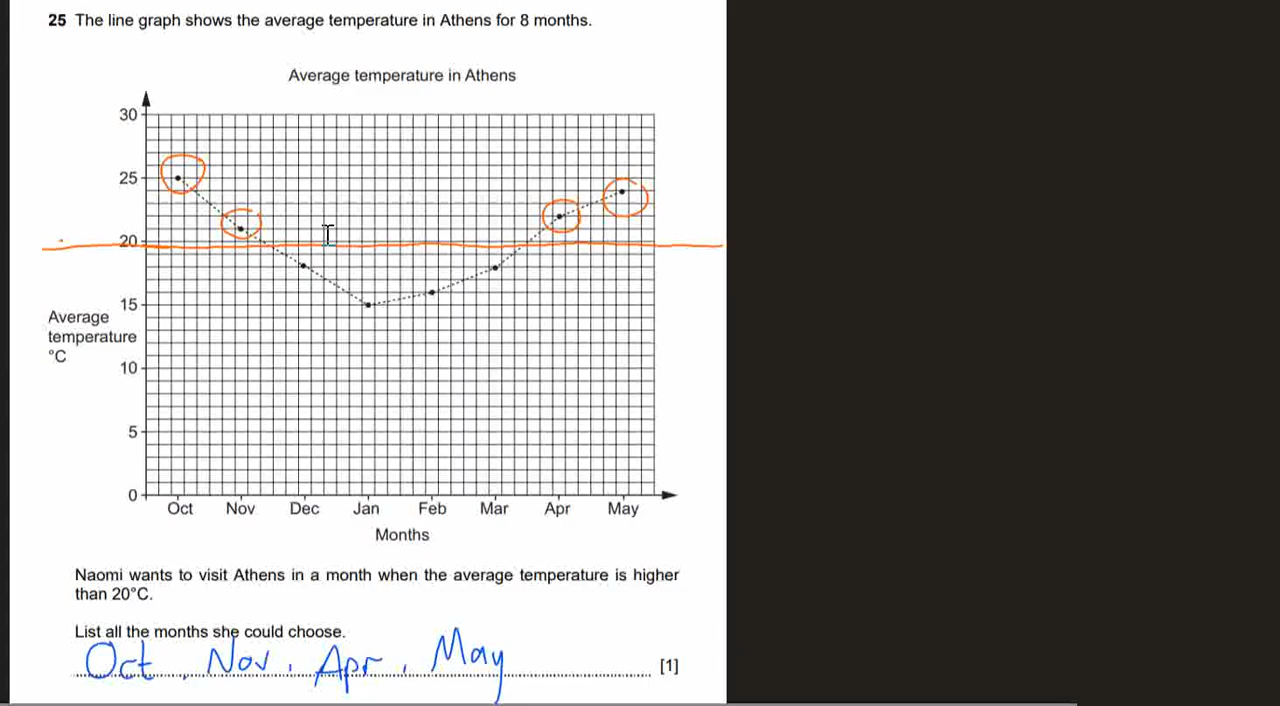 25 The line graph shows the average temperature in Athens for 8 months.
Average temperature in Athens
30
25
20
15
Average
temperature
°C
10
5
0
Oct Nov Dec Jan Feb Mar Apr May
Months
Naomi wants to visit Athens in a month when the average temperature is higher
than 20°C.
List all the months she could choose.
Oct , Nov , Apr , May [1]